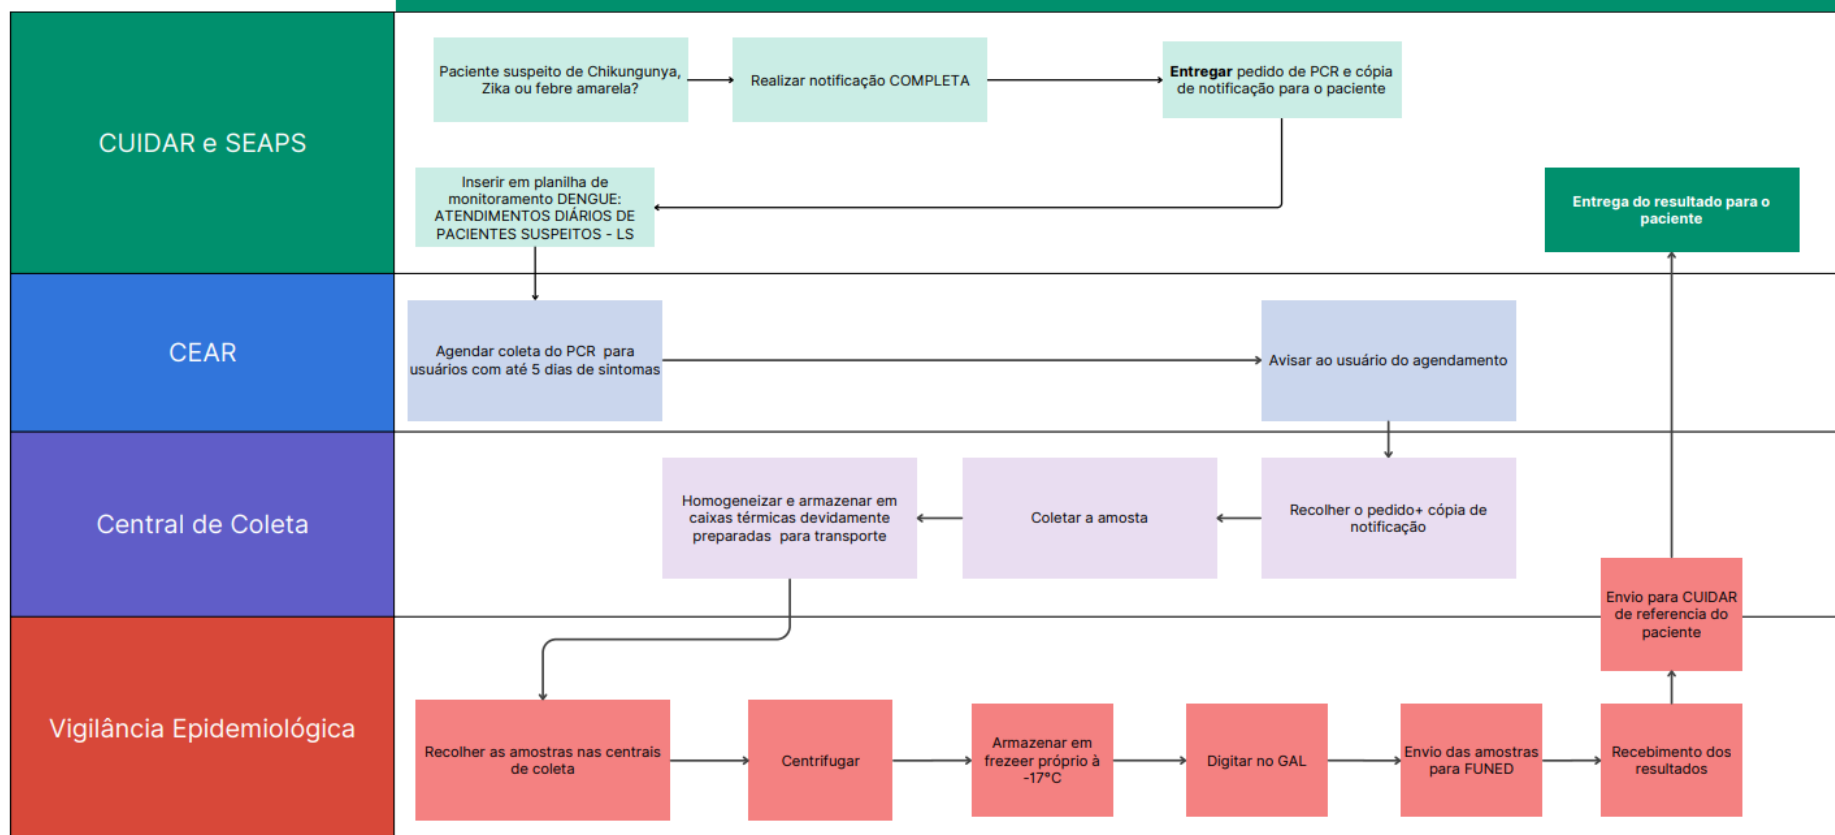 CUIDAR e SEAPS
Paciente suspeito de Chikungunya,
Zika ou febre amarela?
Realizar notificação COMPLETA
Entregar pedido de PCR e cópia
de notificação para o paciente
Inserir em planilha de
monitoramento DENGUE:
ATENDIMENTOS DIÁRIOS DE
PACIENTES SUSPEITOS - LS
Entrega do resultado para o
paciente
CEAR
Agendar coleta do PCR para
usuários com até 5 dias de sintomas
Avisar ao usuário do agendamento
Central de Coleta
Homogeneizar e armazenar em
caixas térmicas devidamente
preparadas para transporte
Coletar a amosta
Recolher o pedido+ cópia de
notificação
Envio para CUIDAR
de referencia do
paciente
Vigilância Epidemiológica
Recolher as amostras nas centrais
de coleta
Centrifugar
Armazenar em
frezeer próprio à
-17°C
Digitar no GAL
Envio das amostras
para FUNED
Recebimento dos
resultados